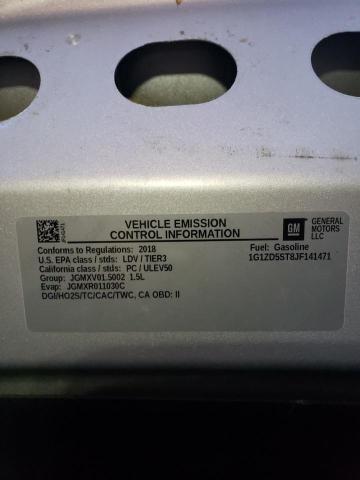 VEHICLE EMISSION
CONTROL INFORMATION
GM
GENERAL
MOTORS
LLC
Conforms to Regulations: 2018
Fuel: Gasoline
U.S. EPA class / stds: LDV / TIER3
1G1ZD5ST8JF141471
California class / stds: PC / ULEV50
Group: JGMXV01.5002 1.5L
Evap: JGMXR011030C
DGI/HO2S/TC/CAC/TWC, CA OBD: II